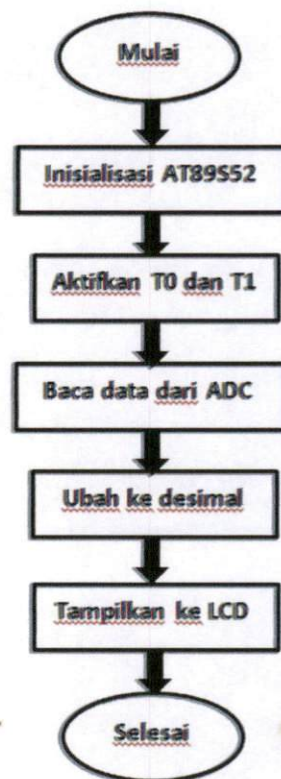 Mulai
Inisialisasi AT89S52
Aktifkan T0 dan T1
Baca data dari ADC
Ubah ke desimal
Tampilkan ke LCD
Selesai